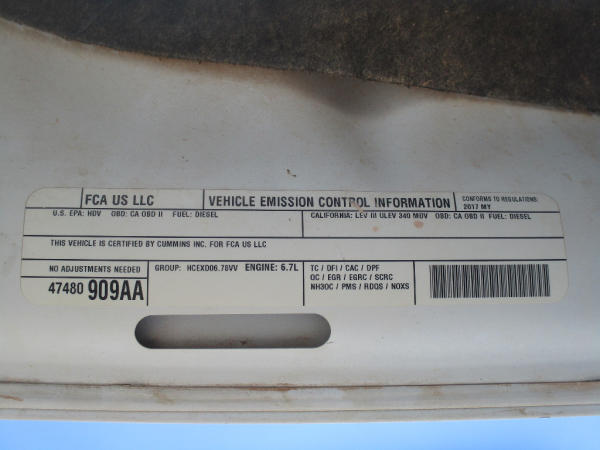 FCA US LLC
VEHICLE EMISSION CONTROL INFORMATION
CONFORMS TO REGULATIONS:
2017 MY
U.S. EPA: HDV OBD: CA OBD II FUEL: DIESEL
CALIFORNIA: LEV III ULEV 340 MDV OBD: CA OBD II FUEL: DIESEL
THIS VEHICLE IS CERTIFIED BY CUMMINS INC. FOR FCA US LLC
NO ADJUSTMENTS NEEDED
47480 909AA
GROUP: HCEXD06.78VV ENGINE: 6.7L
TC / DFI / CAC / DPF
OC / EGR / EGRC / SCRC
NH3OC / PMS / RDQS / NOXS